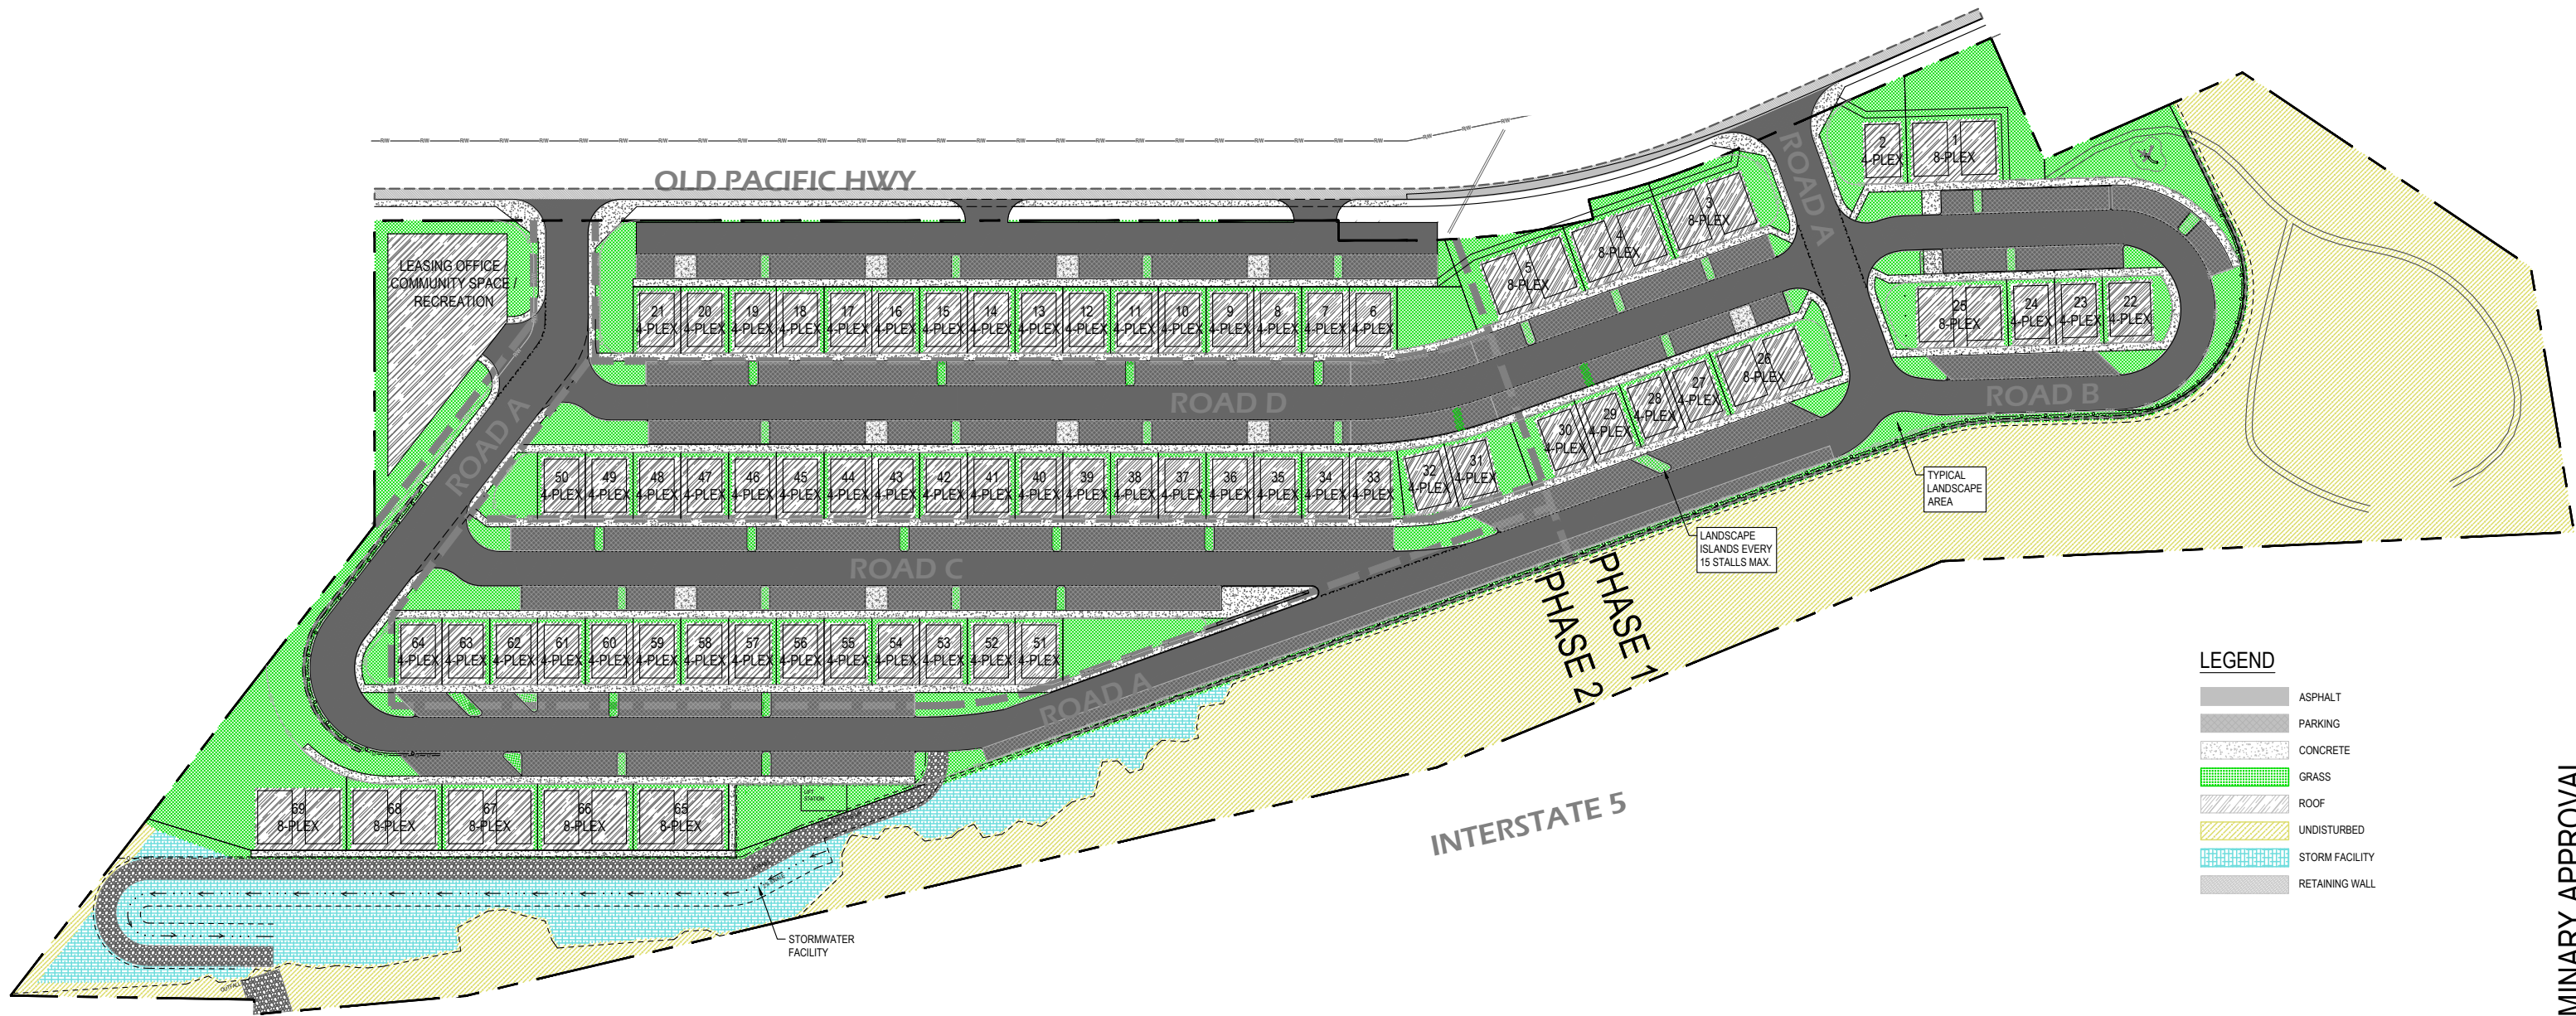 OLD PACIFIC HWY
ROAD A
2
4-PLEX
1
8-PLEX
3
8-PLEX
4
8-PLEX
5
8-PLEX
LEASING OFFICE /
COMMUNITY SPACE /
RECREATION
21
4-PLEX
20
4-PLEX
19
4-PLEX
18
4-PLEX
17
4-PLEX
16
4-PLEX
15
4-PLEX
14
4-PLEX
13
4-PLEX
12
4-PLEX
11
4-PLEX
10
4-PLEX
9
4-PLEX
8
4-PLEX
7
4-PLEX
6
4-PLEX
25
8-PLEX
24
4-PLEX
23
4-PLEX
22
4-PLEX
ROAD A
ROAD D
ROAD B
26
8-PLEX
27
4-PLEX
28
4-PLEX
29
4-PLEX
30
4-PLEX
31
4-PLEX
32
4-PLEX
50
4-PLEX
49
4-PLEX
48
4-PLEX
47
4-PLEX
46
4-PLEX
45
4-PLEX
44
4-PLEX
43
4-PLEX
42
4-PLEX
41
4-PLEX
40
4-PLEX
39
4-PLEX
38
4-PLEX
37
4-PLEX
36
4-PLEX
35
4-PLEX
34
4-PLEX
33
4-PLEX
TYPICAL
LANDSCAPE
AREA
LANDSCAPE
ISLANDS EVERY
15 STALLS MAX.
ROAD C
PHASE 1
PHASE 2
64
4-PLEX
63
4-PLEX
62
4-PLEX
61
4-PLEX
60
4-PLEX
59
4-PLEX
58
4-PLEX
57
4-PLEX
56
4-PLEX
55
4-PLEX
54
4-PLEX
53
4-PLEX
52
4-PLEX
51
4-PLEX
ROAD A
LIFT
STATION
69
8-PLEX
68
8-PLEX
67
8-PLEX
66
8-PLEX
65
8-PLEX
INTERSTATE 5
STORMWATER
FACILITY
OUTFALL
LEGEND
ASPHALT
PARKING
CONCRETE
GRASS
ROOF
UNDISTURBED
STORM FACILITY
RETAINING WALL
MINARY APPROVAL